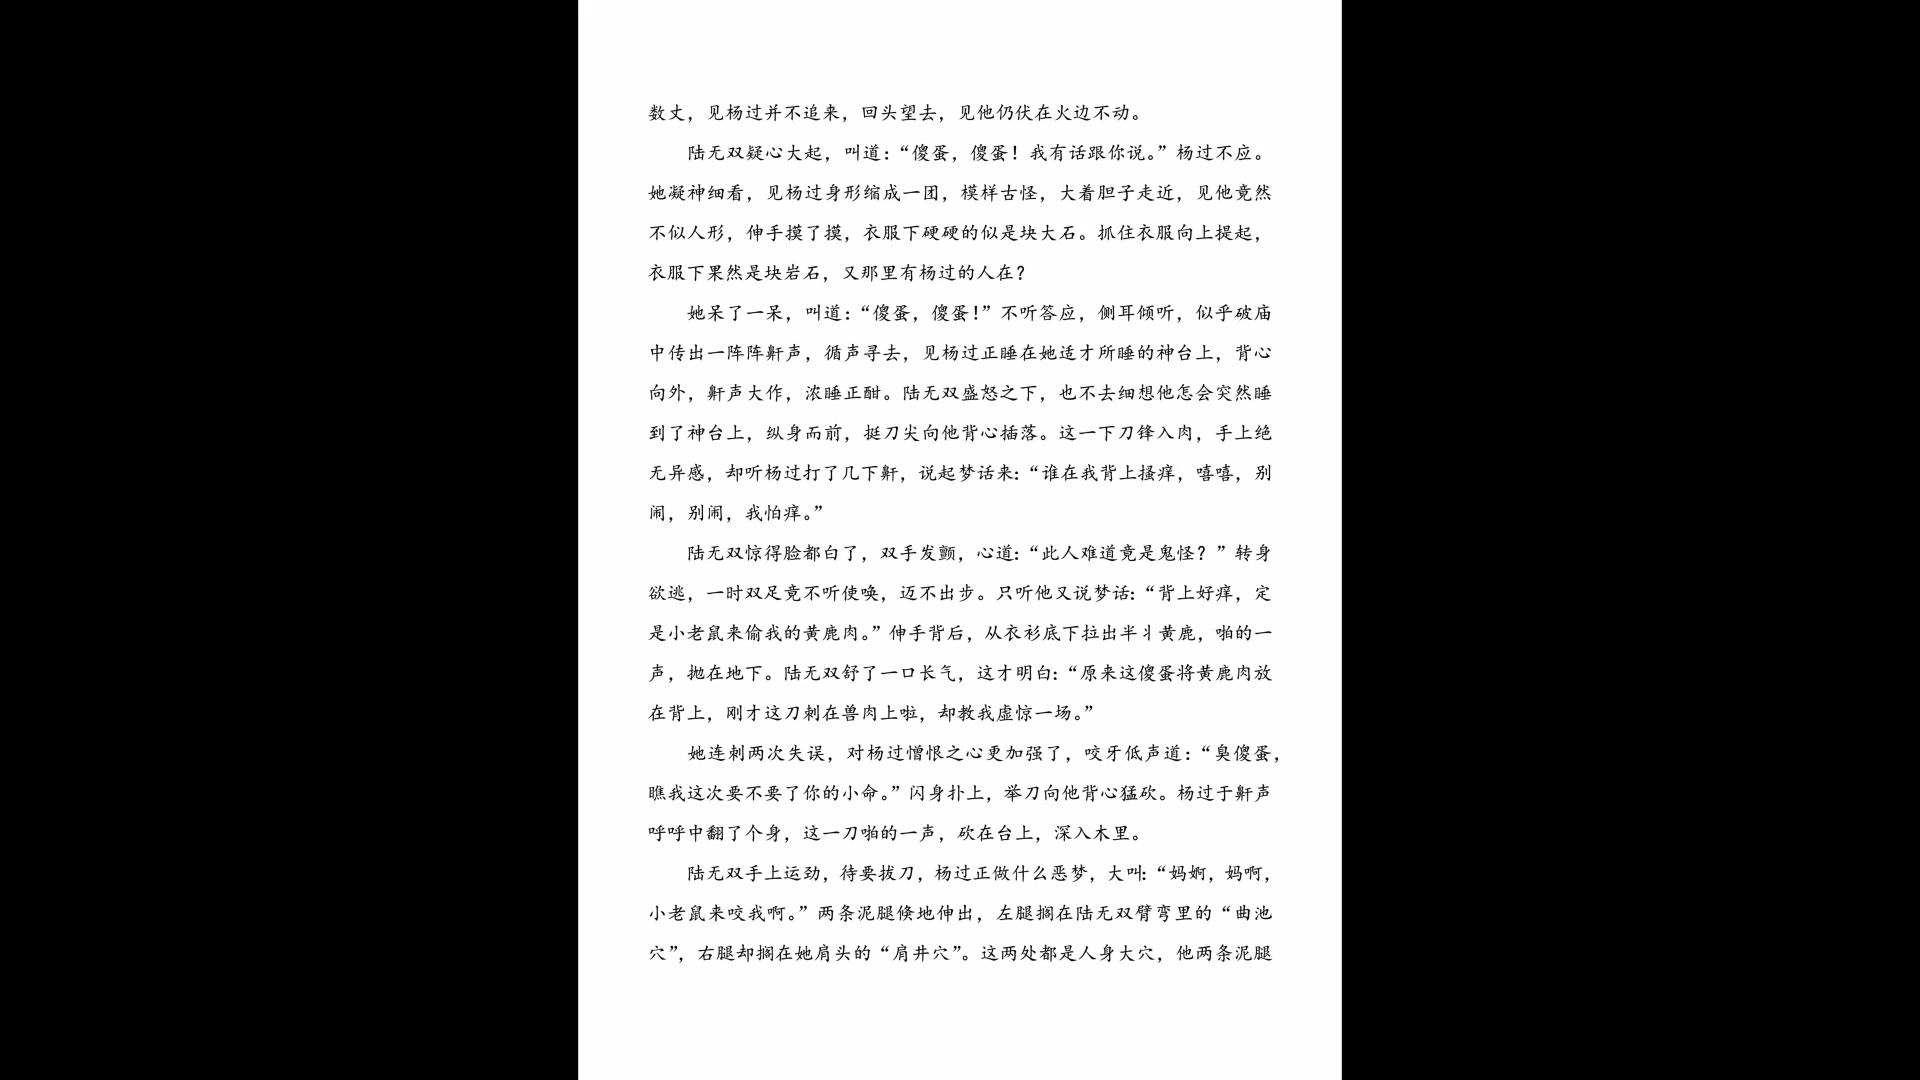 数丈，见杨过并不追来，回头望去，见他仍伏在火边不动。
陆无双疑心大起，叫道：“傻蛋，傻蛋！我有话跟你说。”杨过不应。
她凝神细看，见杨过身形缩成一团，模样古怪，大着胆子走近，见他竟然
不似人形，伸手摸了摸，衣服下硬硬的似是块大石。抓住衣服向上提起，
衣服下果然是块岩石，又那里有杨过的人在？
她呆了一呆，叫道：“傻蛋，傻蛋！”不听答应，侧耳倾听，似乎破庙
中传出一阵阵鼾声，循声寻去，见杨过正睡在她适才所睡的神台上，背心
向外，鼾声大作，浓睡正酣。陆无双盛怒之下，也不去细想他怎会突然睡
到了神台上，纵身而前，挺刀尖向他背心插落。这一下刀锋入肉，手上绝
无异感，却听杨过打了几下鼾，说起梦话来：“谁在我背上搔痒，嘻嘻，别
闹，别闹，我怕痒。”
陆无双惊得脸都白了，双手发颤，心道：“此人难道竟是鬼怪？”转身
欲逃，一时双足竟不听使唤，迈不出步。只听他又说梦话：“背上好痒，定
是小老鼠来偷我的黄鹿肉。”伸手背后，从衣衫底下拉出半丬黄鹿，啪的一
声，抛在地下。陆无双舒了一口长气，这才明白：“原来这傻蛋将黄鹿肉放
在背上，刚才这刀刺在兽肉上啦，却教我虚惊一场。”
她连刺两次失误，对杨过憎恨之心更加强了，咬牙低声道：“臭傻蛋，
瞧我这次要不要了你的小命。”闪身扑上，举刀向他背心猛砍。杨过于鼾声
呼呼中翻了个身，这一刀啪的一声，砍在台上，深入木里。
陆无双手上运劲，待要拔刀，杨过正做什么恶梦，大叫：“妈婀，妈啊，
小老鼠来咬我啊。”两条泥腿倏地伸出，左腿搁在陆无双臂弯里的“曲池
穴”，右腿却搁在她肩头的“肩井穴”。这两处都是人身大穴，他两条泥腿